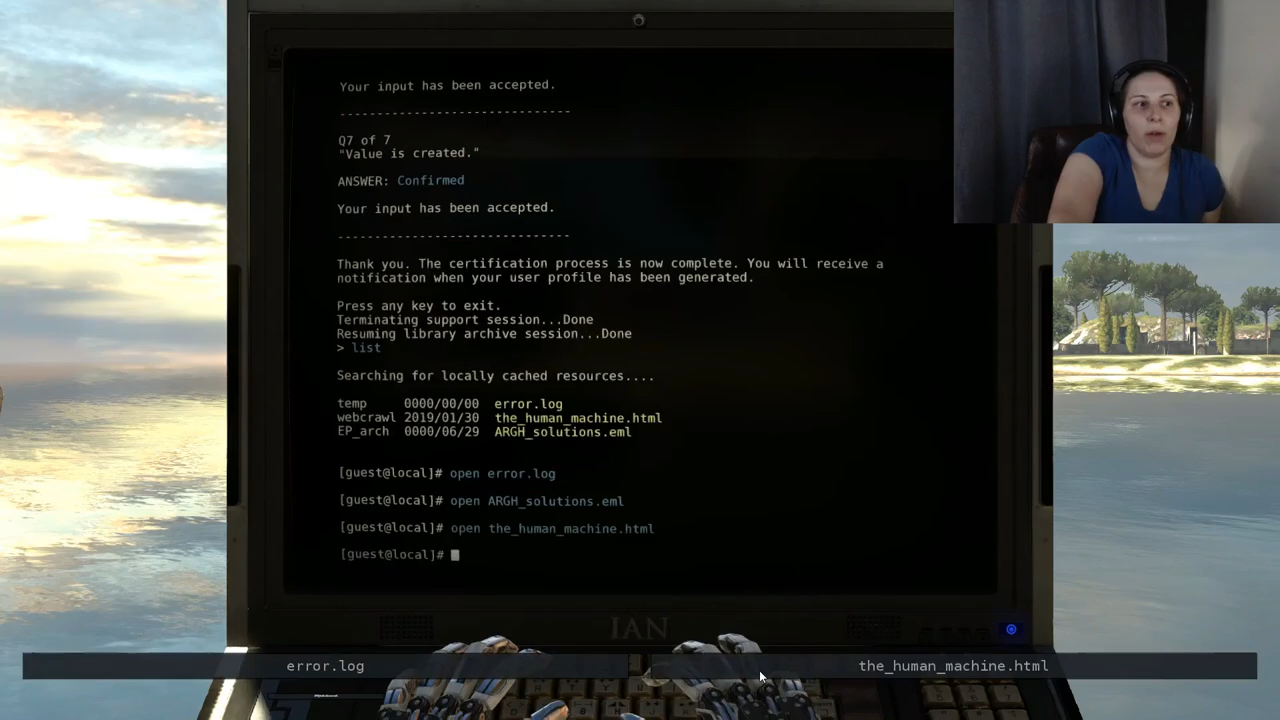 Your input has been accepted.
-------------------------------
Q7 of 7
"Value is created."
ANSWER: Confirmed
Your input has been accepted.
-------------------------------
Thank you. The certification process is now complete. You will receive a
notification when your user profile has been generated.
Press any key to exit.
Terminating support session...Done
Resuming library archive session...Done
> list
Searching for locally cached resources....
temp 0000/00/00 error.log
webcrawl 2019/01/30 the_human_machine.html
EP_arch 0000/06/29 ARGH_solutions.eml
[guest@local]# open error.log
[guest@local]# open ARGH_solutions.eml
[guest@local]# open the_human_machine.html
[guest@local]#
IAN
error.log the_human_machine.html